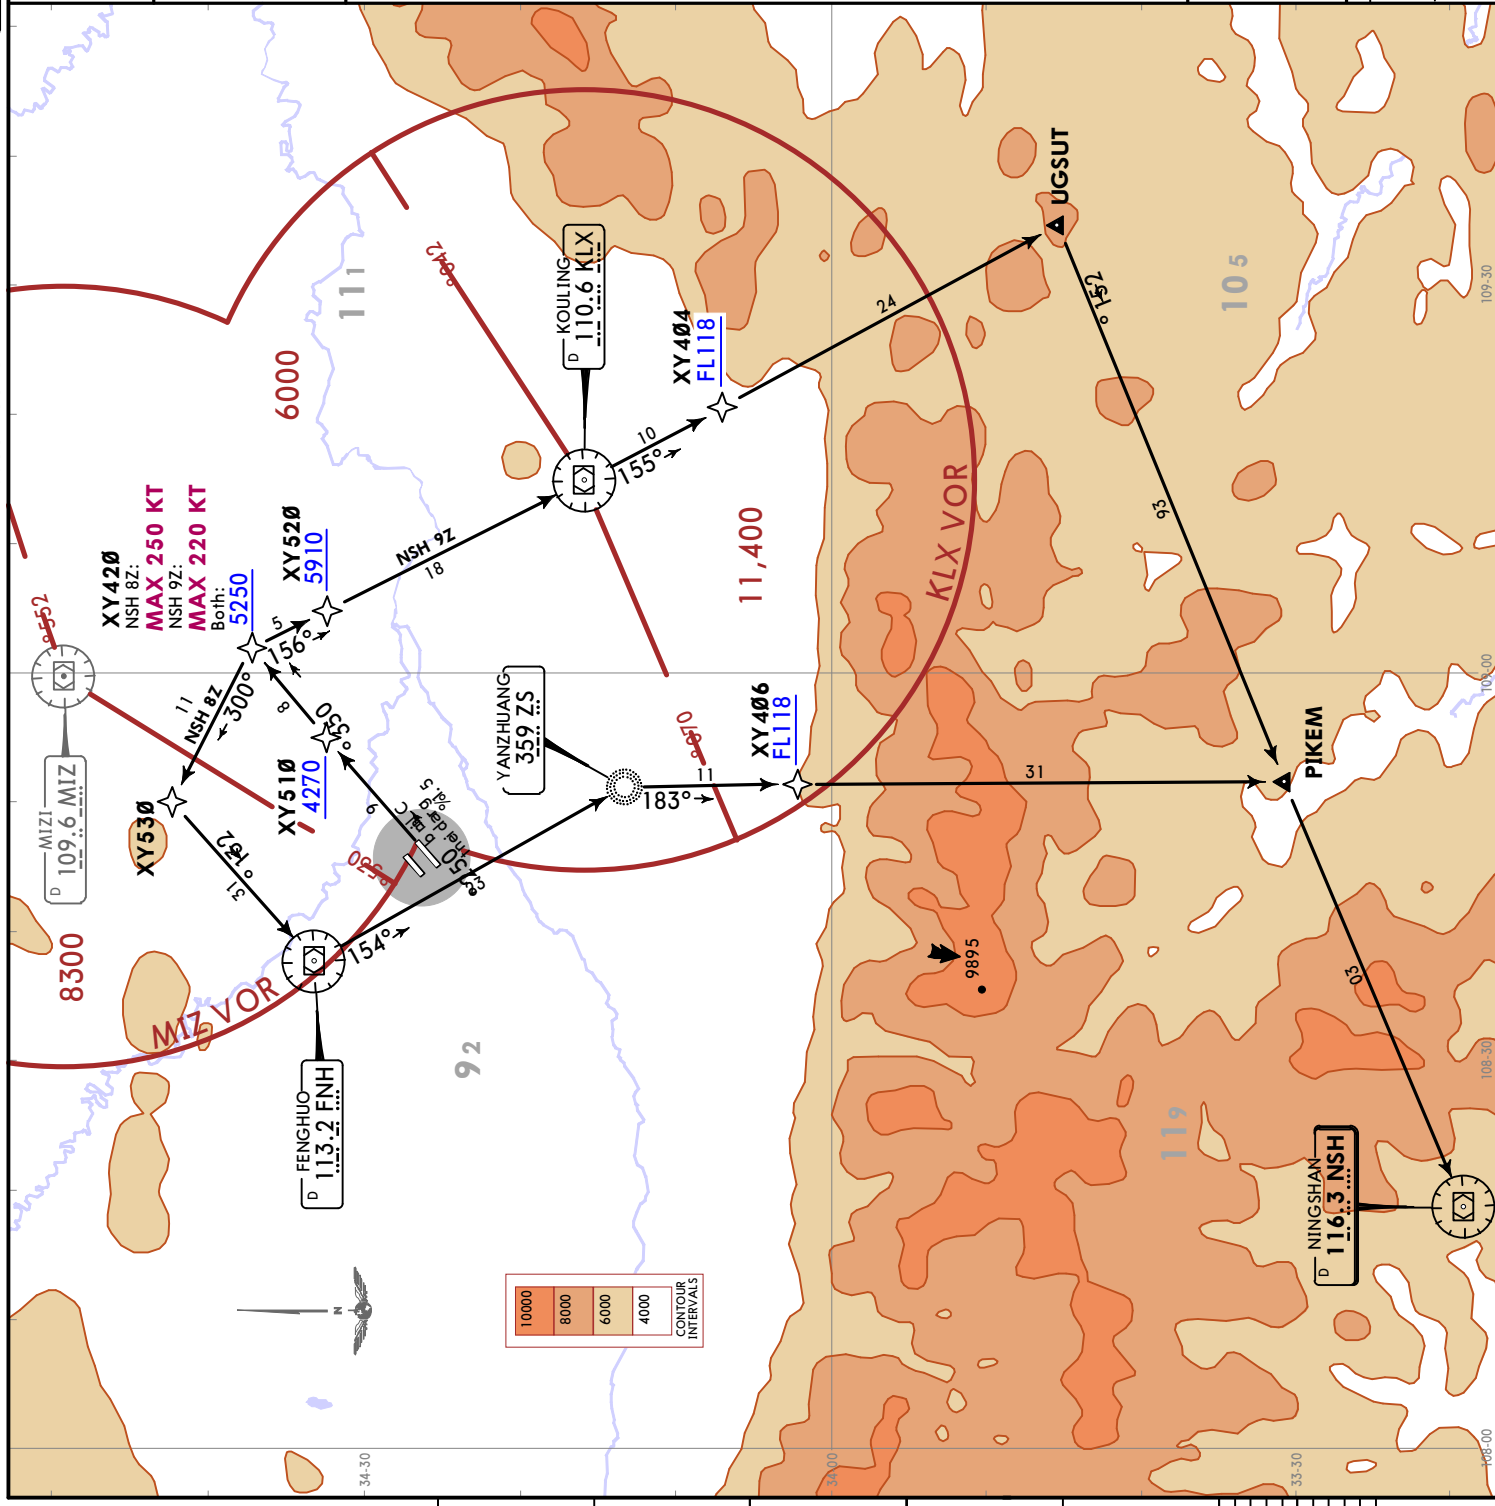 XY42Ø
NSH 8Z:
MAX 250 KT
NSH 9Z:
MAX 220 KT
Both:
5250
XY52Ø
5910
6000
11¹
KOULING
D
110.6 KLX
XY4Ø4
FL118
UGSUT
10⁵
24
10
155°
NSH 9Z
18
5
156°
11
NSH 8Z
300°
8
9
MIZI
D
109.6 MIZ
8300
XY53Ø
31
XY51Ø
4270
MIZ VOR
FENGHUO
D
113.2 FNH
154°
YANZHUANG
359 ZS
11
183°
XY4Ø6
FL118
31
11,400
KLX VOR
PIKEM
9²
9895
11⁹
NINGSHAN
D
116.3 NSH
N
10000
8000
6000
4000
CONTOUR
INTERVALS
34-30
34-00
33-30
109-30
109-00
108-30
108-00